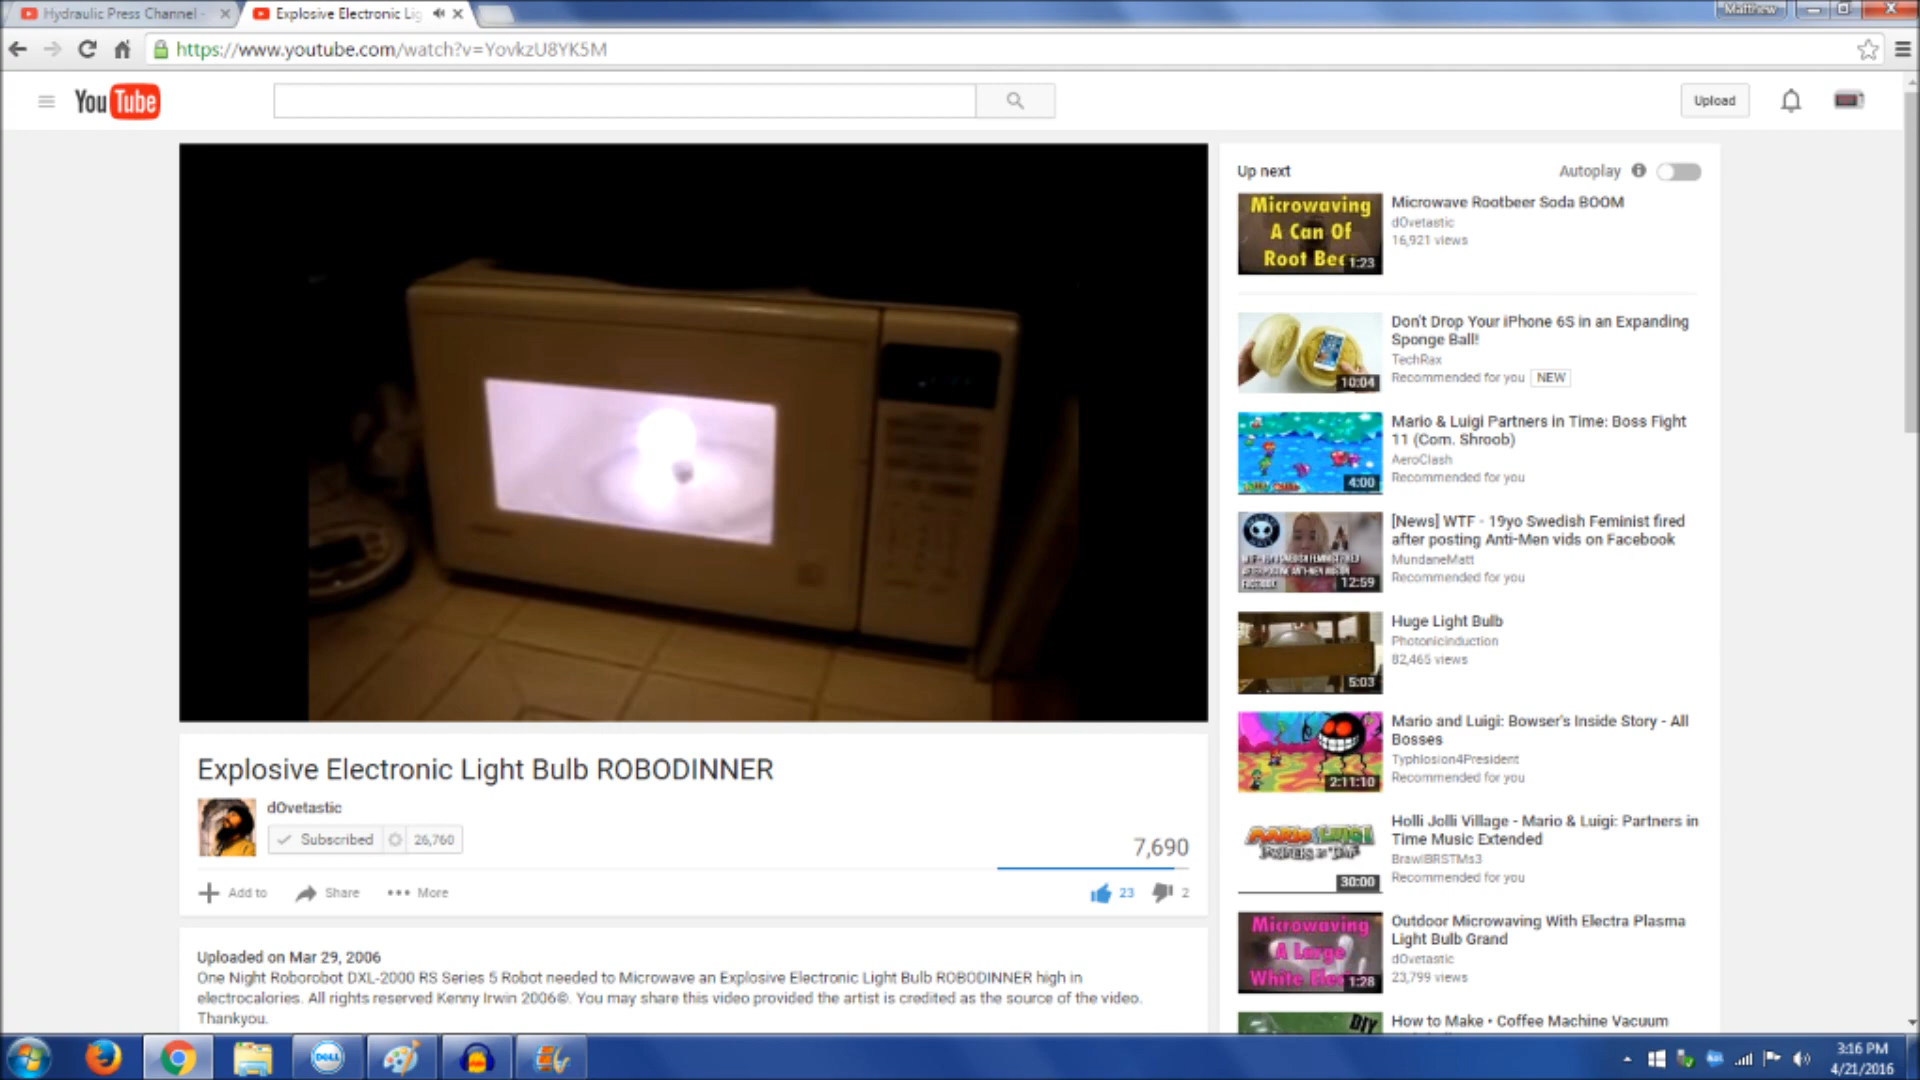 Hydraulic Press Channel -
Explosive Electronic Lig
Matthew
https://www.youtube.com/watch?v=YovkzU8YK5M
YouTube
Upload
Up next
Autoplay
Microwaving
A Can Of
Root Bee
1:23
Microwave Rootbeer Soda BOOM
dOvetastic
16,921 views
10:04
Don't Drop Your iPhone 6S in an Expanding
Sponge Ball!
TechRax
Recommended for you NEW
4:00
Mario & Luigi Partners in Time: Boss Fight
11 (Com. Shroob)
AeroClash
Recommended for you
12:59
[News] WTF - 19yo Swedish Feminist fired
after posting Anti-Men vids on Facebook
MundaneMatt
Recommended for you
5:03
Huge Light Bulb
Photonicinduction
82,465 views
2:11:10
Mario and Luigi: Bowser's Inside Story - All
Bosses
Typhlosion4President
Recommended for you
MARIO & LUIGI
PARTNERS IN TIME
30:00
Holli Jolli Village - Mario & Luigi: Partners in
Time Music Extended
BrawlBRSTMs3
Recommended for you
Microwaving
A Large
White Elec
1:28
Outdoor Microwaving With Electra Plasma
Light Bulb Grand
dOvetastic
23,799 views
DIY
How to Make • Coffee Machine Vacuum
Explosive Electronic Light Bulb ROBODINNER
dOvetastic
Subscribed 26,760
7,690
Add to Share More 23 2
Uploaded on Mar 29, 2006
One Night Roborobot DXL-2000 RS Series 5 Robot needed to Microwave an Explosive Electronic Light Bulb ROBODINNER high in
electrocalories. All rights reserved Kenny Irwin 2006©. You may share this video provided the artist is credited as the source of the video.
Thankyou.
DELL
3:16 PM
4/21/2016